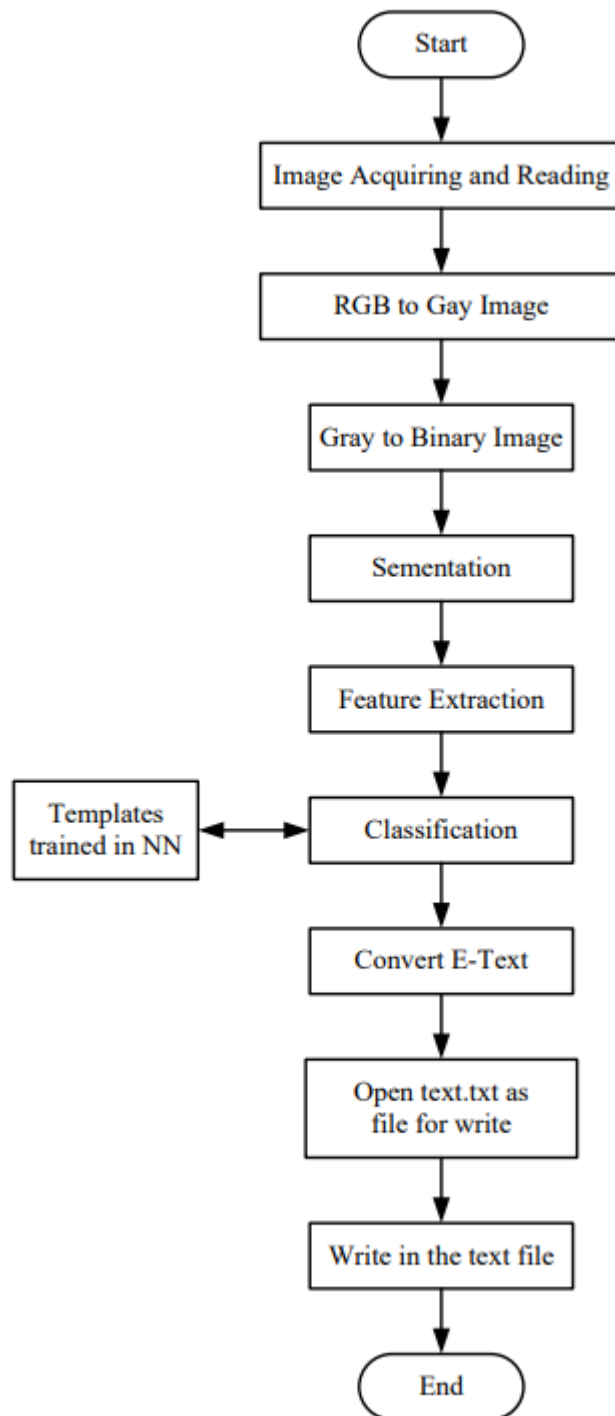 Start
Image Acquiring and Reading
RGB to Gay Image
Gray to Binary Image
Sementation
Feature Extraction
Templates
trained in NN
Classification
Convert E-Text
Open text.txt as
file for write
Write in the text file
End